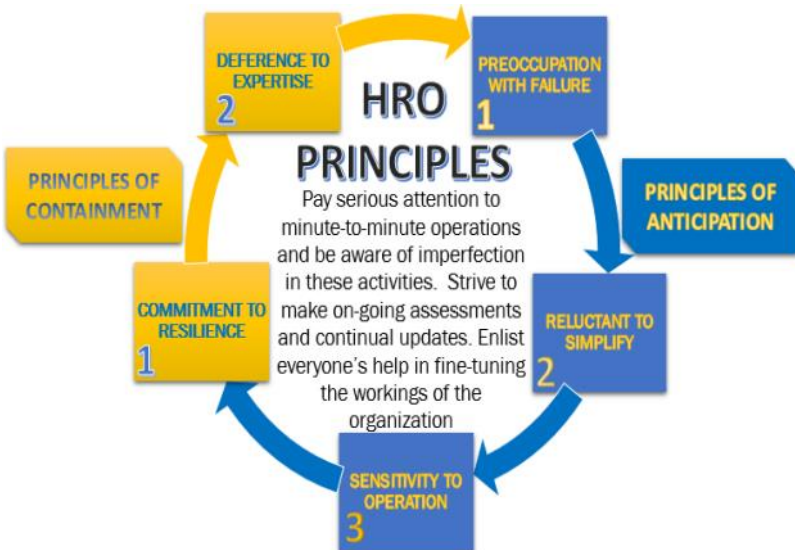 HRO
PRINCIPLES
Pay serious attention to
minute-to-minute operations
and be aware of imperfection
in these activities. Strive to
make on-going assessments
and continual updates. Enlist
everyone's help in fine-tuning
the workings of the
organization
PRINCIPLES OF
ANTICIPATION
PREOCCUPATION
WITH FAILURE
1
RELUCTANT TO
SIMPLIFY
2
SENSITIVITY TO
OPERATION
3
PRINCIPLES OF
CONTAINMENT
COMMITMENT TO
RESILIENCE
1
DEFERENCE TO
EXPERTISE
2